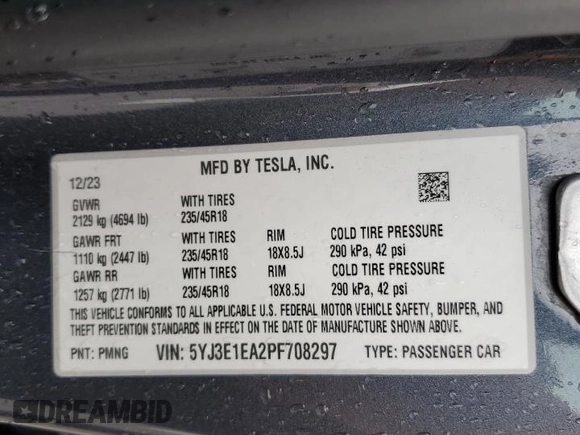 MFD BY TESLA, INC.
12/23
GVWR WITH TIRES
2129 kg (4694 lb) 235/45R18
GAWR FRT WITH TIRES RIM COLD TIRE PRESSURE
1110 kg (2447 lb) 235/45R18 18X8.5J 290 kPa, 42 psi
GAWR RR WITH TIRES RIM COLD TIRE PRESSURE
1257 kg (2771 lb) 235/45R18 18X8.5J 290 kPa, 42 psi
THIS VEHICLE CONFORMS TO ALL APPLICABLE U.S. FEDERAL MOTOR VEHICLE SAFETY, BUMPER, AND
THEFT PREVENTION STANDARDS IN EFFECT ON THE DATE OF MANUFACTURE SHOWN ABOVE.
PNT: PMNG VIN: 5YJ3E1EA2PF708297 TYPE: PASSENGER CAR
DREAMBID